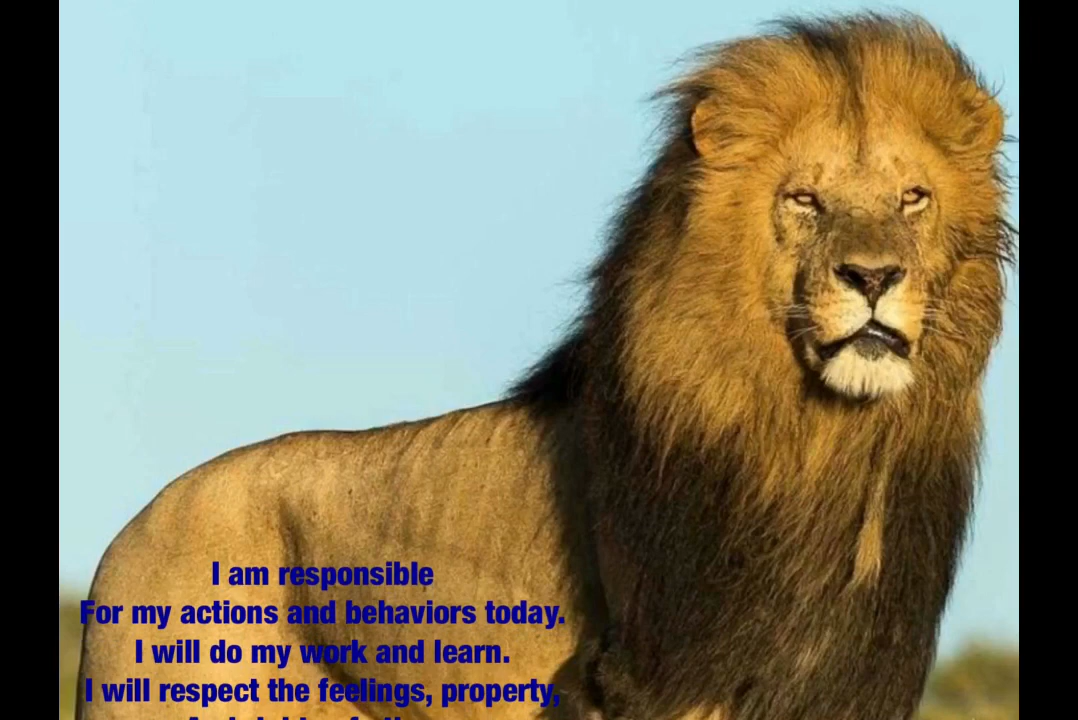 I am responsible
For my actions and behaviors today.
I will do my work and learn.
I will respect the feelings, property,